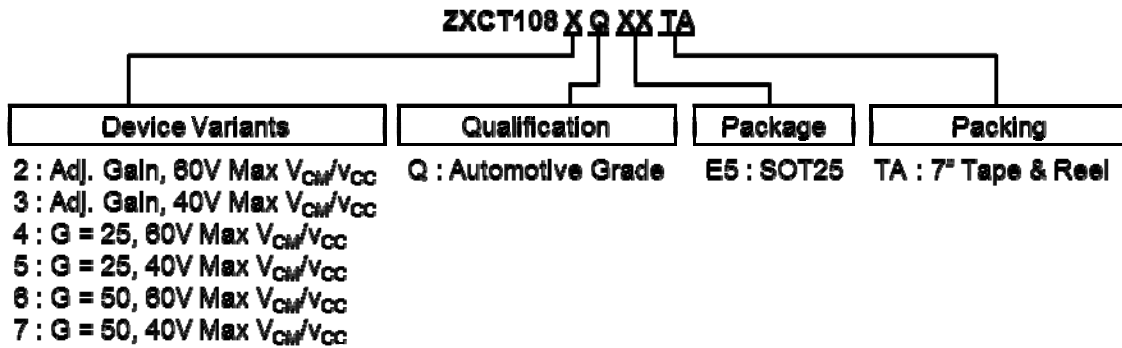 ZXCT108 X Q XX TA
Device Variants
2 : Adj. Gain, 60V Max VCM/vCC
3 : Adj. Gain, 40V Max VCM/vCC
4 : G = 25, 60V Max VCM/vCC
5 : G = 25, 40V Max VCM/vCC
6 : G = 50, 60V Max VCM/vCC
7 : G = 50, 40V Max VCM/vCC
Qualification
Q : Automotive Grade
Package
E5 : SOT25
Packing
TA : 7" Tape & Reel